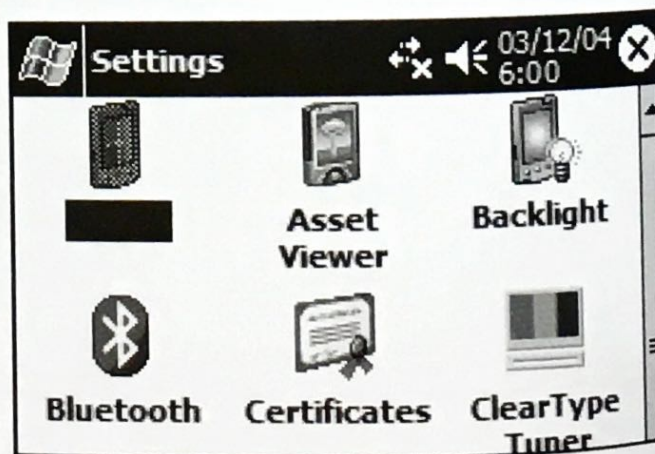 Settings
03/12/04
6:00
Asset
Viewer
Backlight
Bluetooth
Certificates
ClearType
Tuner